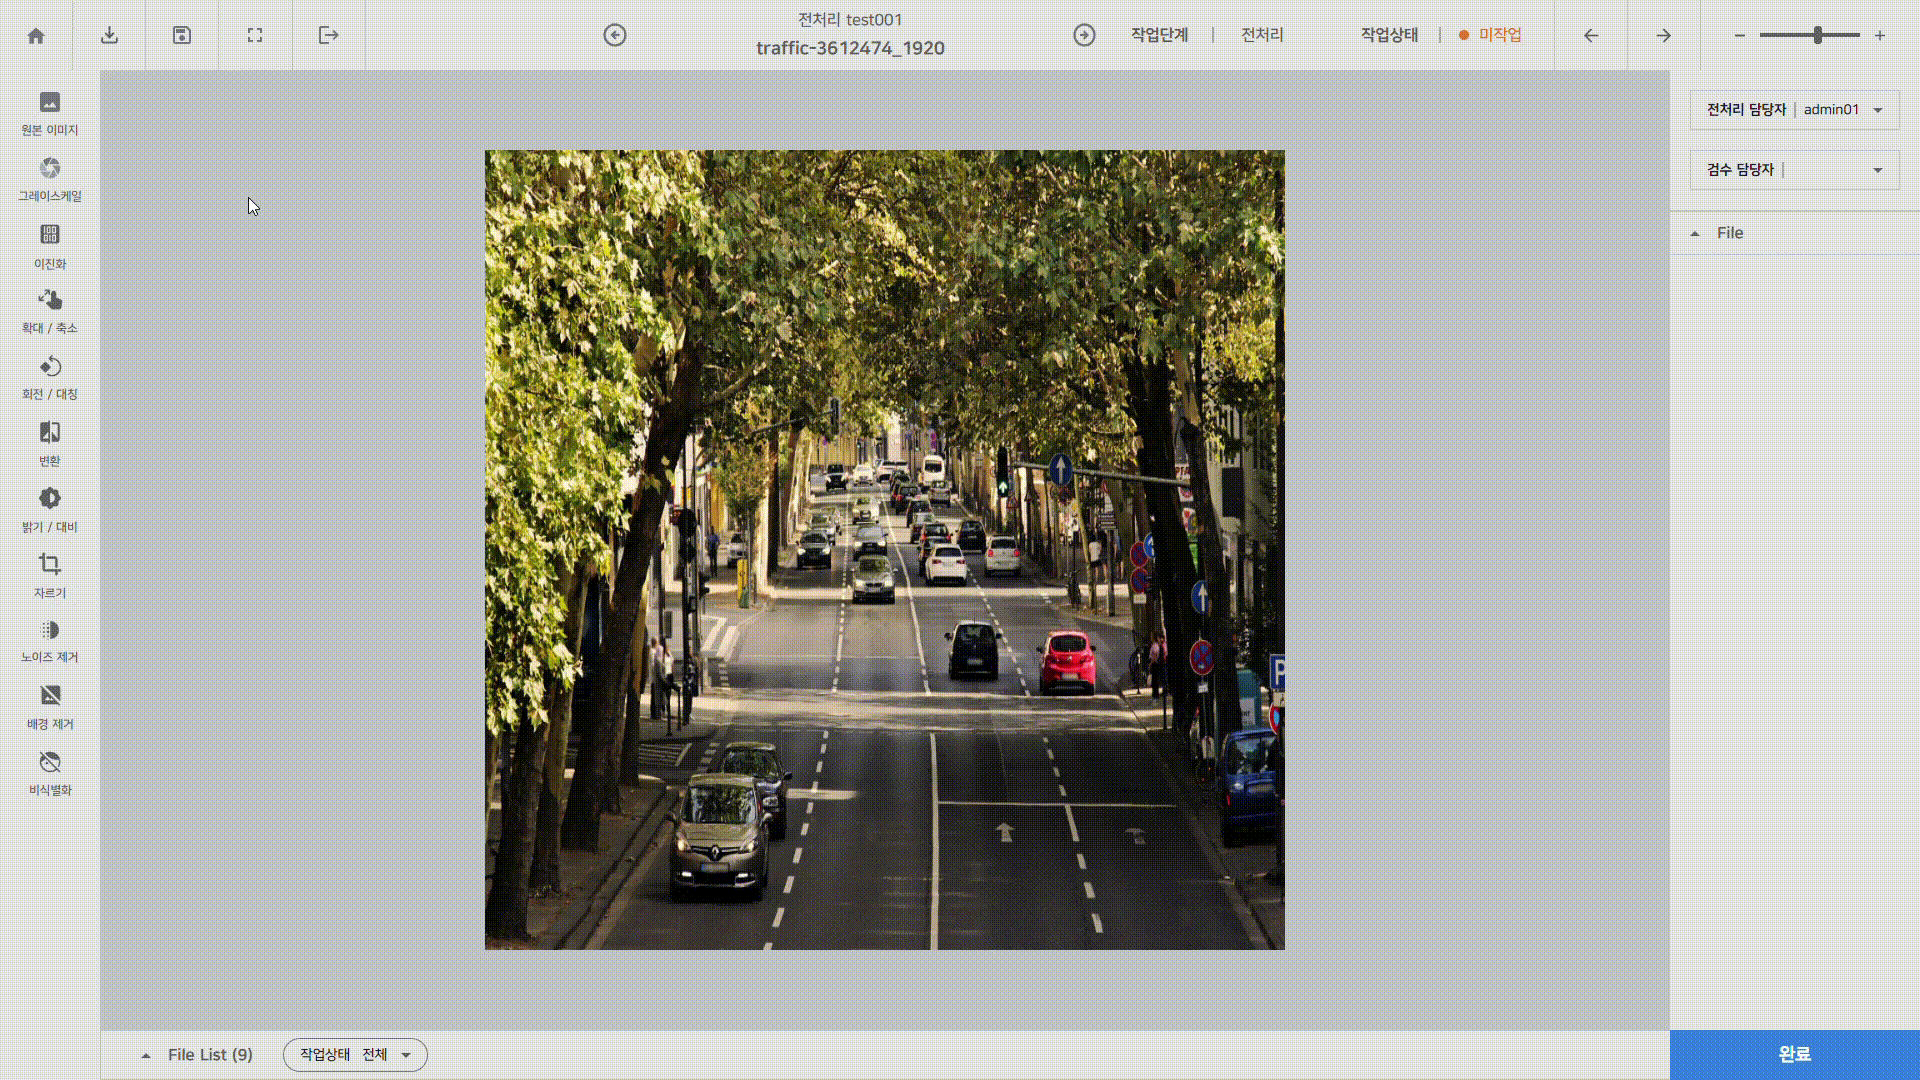 전처리 test001
traffic-3612474_1920
작업단계 | 전처리
작업상태 | 미작업
원본 이미지
그레이스케일
이진화
확대 / 축소
회전 / 대칭
변환
밝기 / 대비
자르기
노이즈 제거
배경 제거
비식별화
전처리 담당자 | admin01
검수 담당자 |
File
P
File List (9)
작업상태 전체
완료